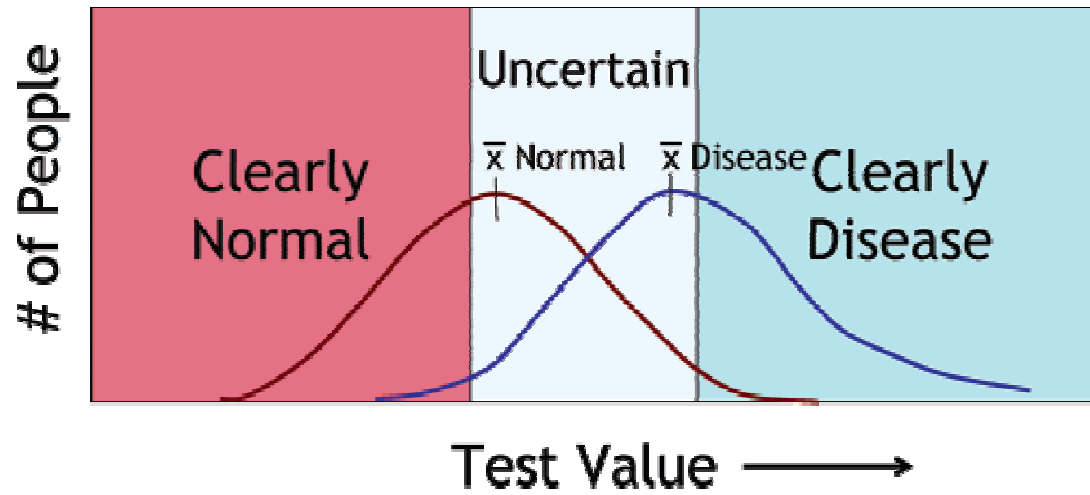 # of People
Uncertain
x̄ Normal
x̄ Disease
Clearly
Normal
Clearly
Disease
Test Value